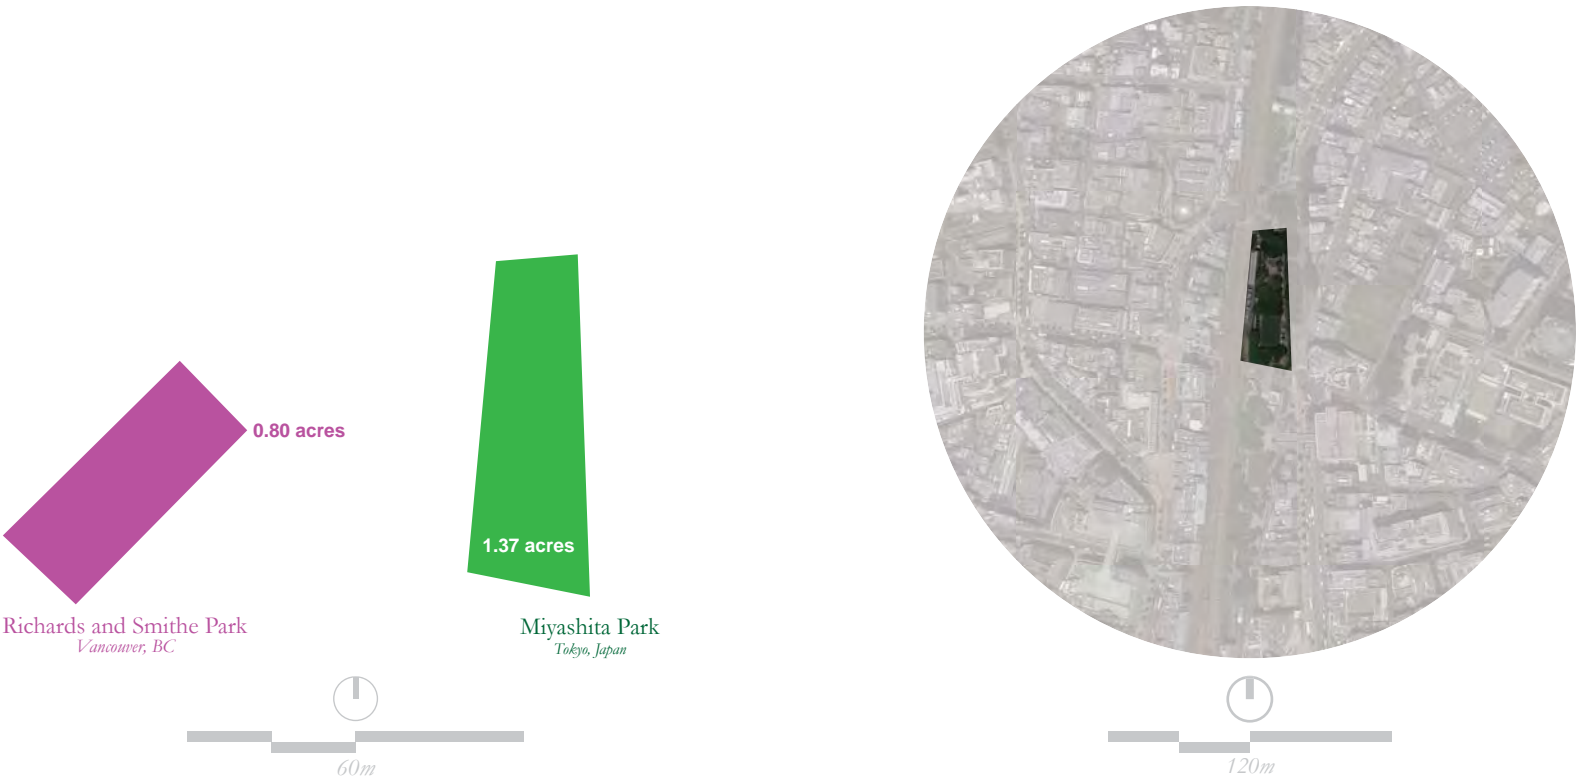 0.80 acres
1.37 acres
Richards and Smithe Park
Vancouver, BC
Miyashita Park
Tokyo, Japan
60m
120m